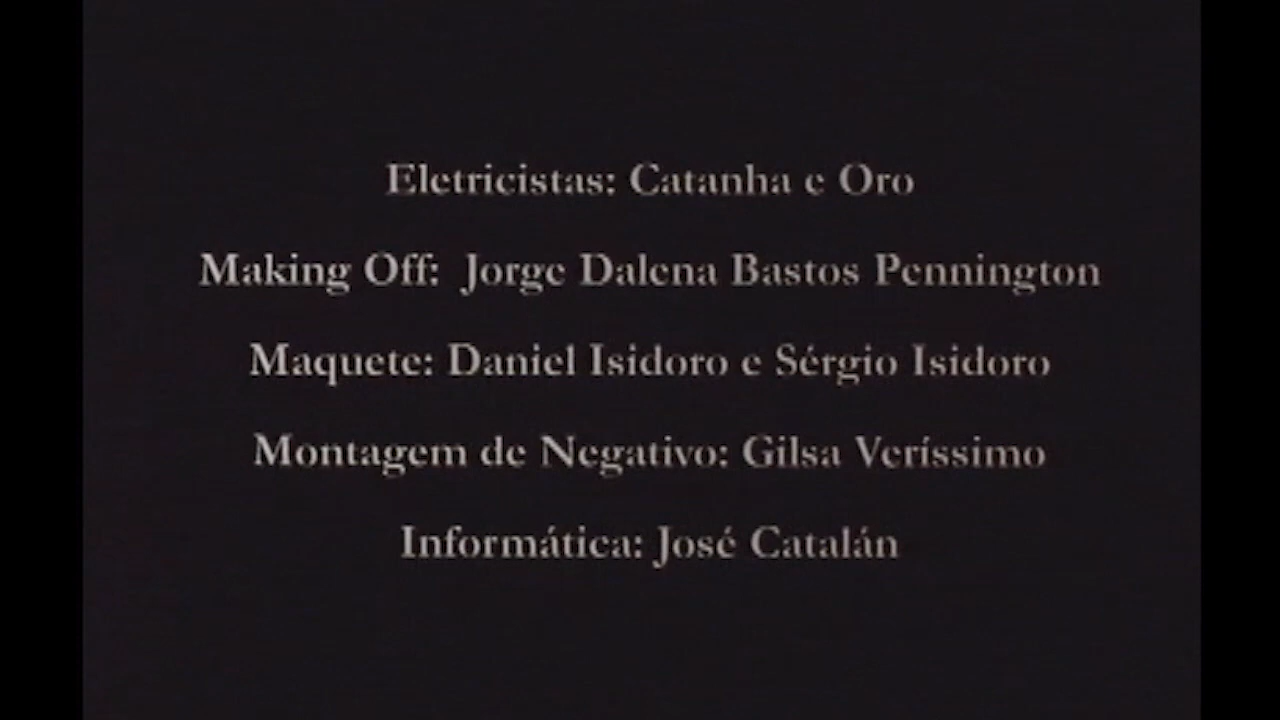 Eletricistas: Catanha e Oro
Making Off: Jorge Dalena Bastos Pennington
Maquete: Daniel Isidoro e Sérgio Isidoro
Montagem de Negativo: Gilsa Veríssimo
Informática: José Catalán